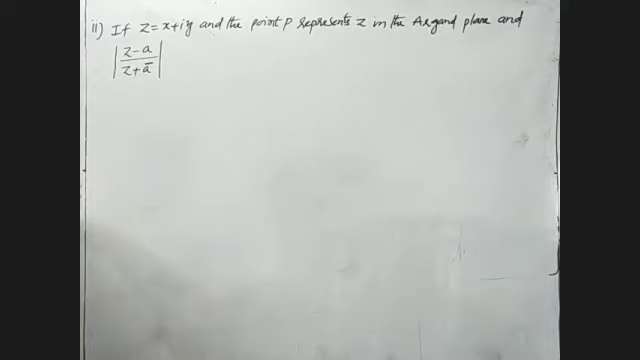 ii) If z = x+iy and the point P represents z in the Argand plane and
|z-a / z+ā|